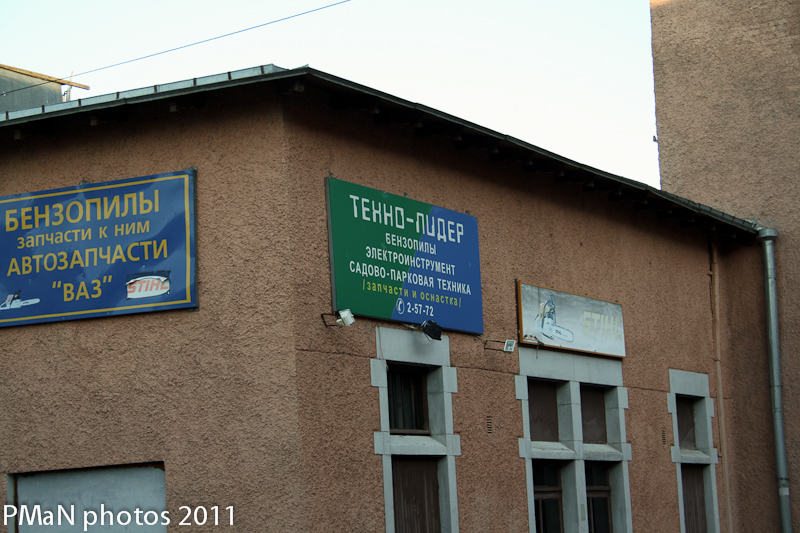 БЕНЗОПИЛЫ
ЗАПЧАСТИ К НИМ
АВТОЗАПЧАСТИ
"ВАЗ" STIHL
ТЕХНО-ЛИДЕР
БЕНЗОПИЛЫ
ЭЛЕКТРОИНСТРУМЕНТ
САДОВО-ПАРКОВАЯ ТЕХНИКА
/запчасти и оснастка/
✆ 2-57-72
STIHL
PMaN photos 2011